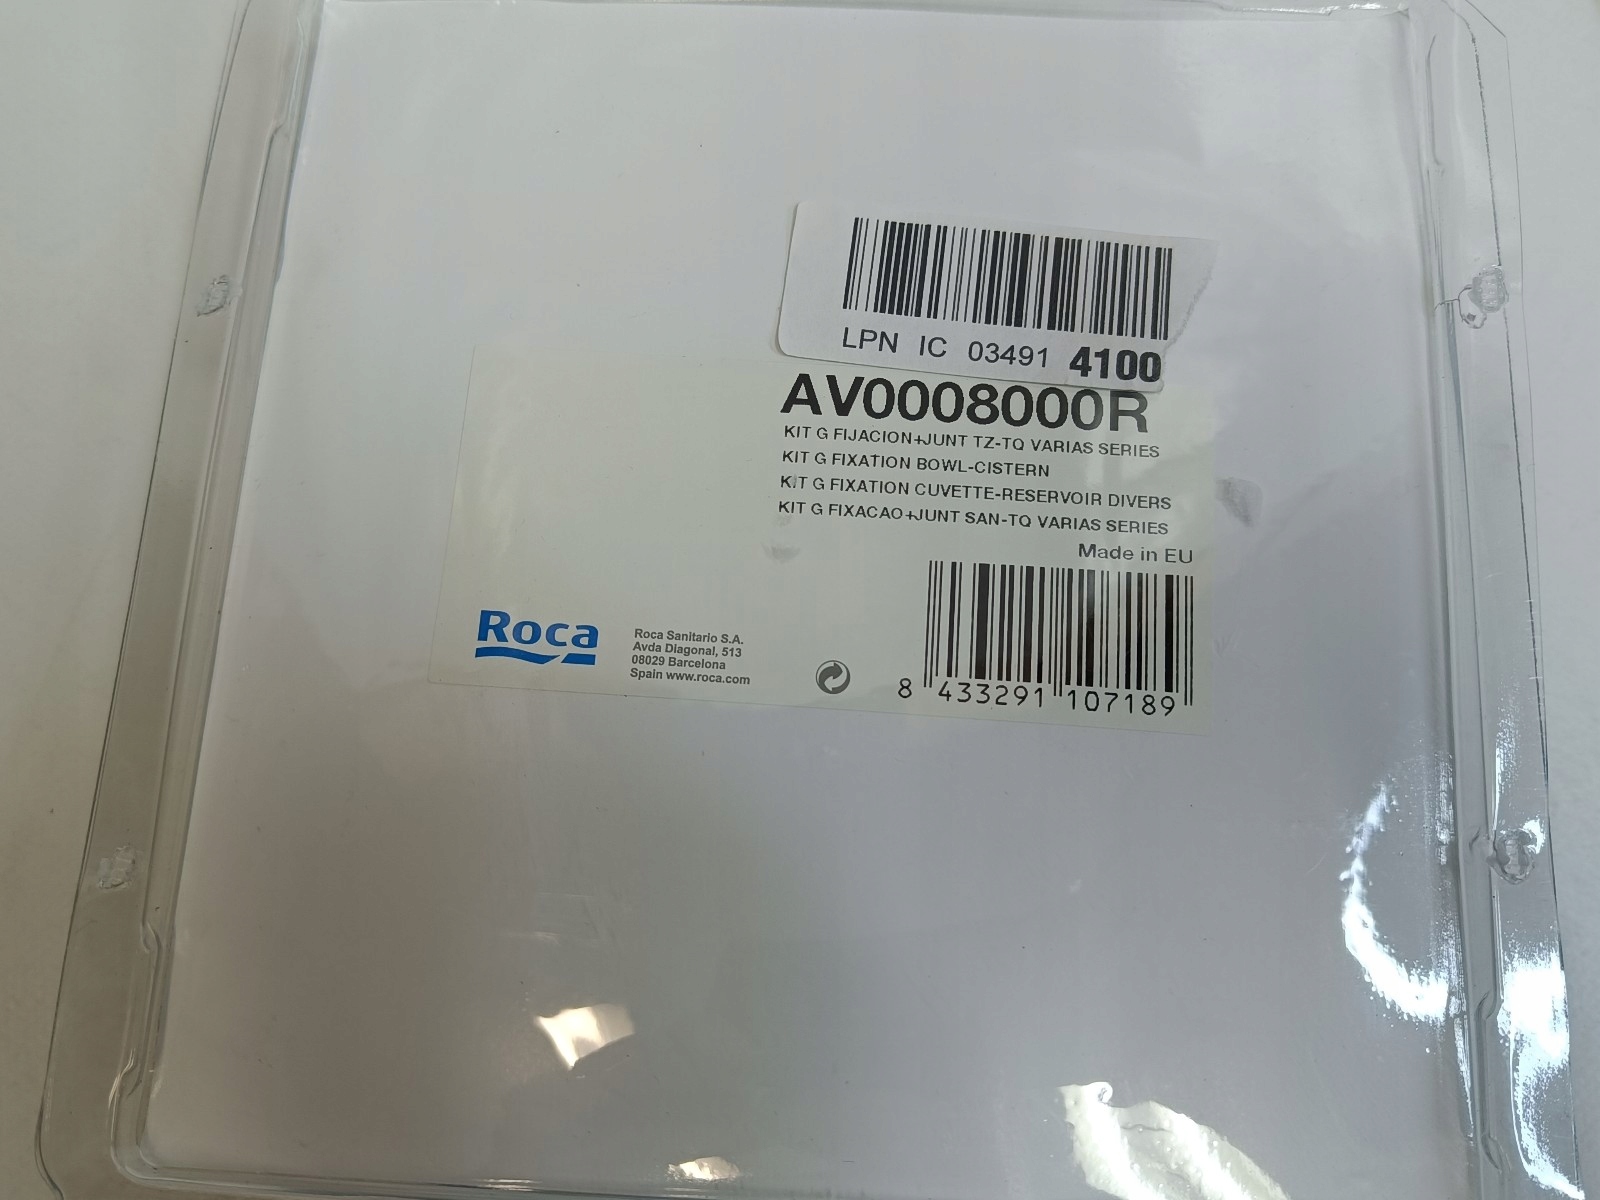 LPN IC 03491 4100
AV0008000R
KIT G FIJACION+JUNT TZ-TQ VARIAS SERIES
KIT G FIXATION BOWL-CISTERN
KIT G FIXATION CUVETTE-RESERVOIR DIVERS
KIT G FIXACAO+JUNT SAN-TQ VARIAS SERIES
Made in EU
Roca
Roca Sanitario S.A.
Avda Diagonal, 513
08029 Barcelona
Spain www.roca.com
8 433291 107189